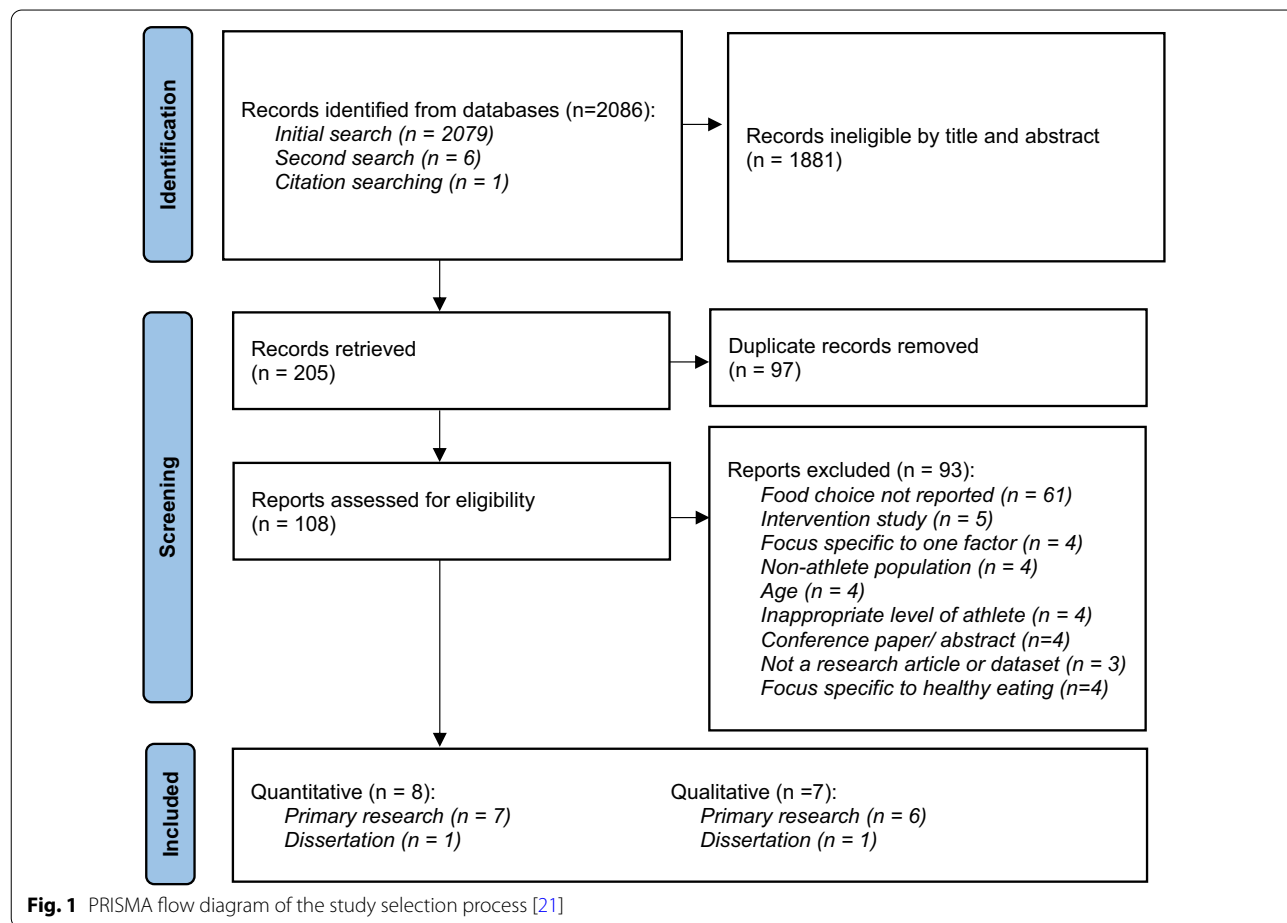 Identification
Records identified from databases (n=2086):
Initial search (n = 2079)
Second search (n = 6)
Citation searching (n = 1)
Records ineligible by title and abstract
(n = 1881)
Screening
Records retrieved
(n = 205)
Duplicate records removed
(n = 97)
Reports assessed for eligibility
(n = 108)
Reports excluded (n = 93):
Food choice not reported (n = 61)
Intervention study (n = 5)
Focus specific to one factor (n = 4)
Non-athlete population (n = 4)
Age (n = 4)
Inappropriate level of athlete (n = 4)
Conference paper/ abstract (n=4)
Not a research article or dataset (n = 3)
Focus specific to healthy eating (n=4)
Included
Quantitative (n = 8):
Primary research (n = 7)
Dissertation (n = 1)
Qualitative (n =7):
Primary research (n = 6)
Dissertation (n = 1)
Fig. 1 PRISMA flow diagram of the study selection process [21]